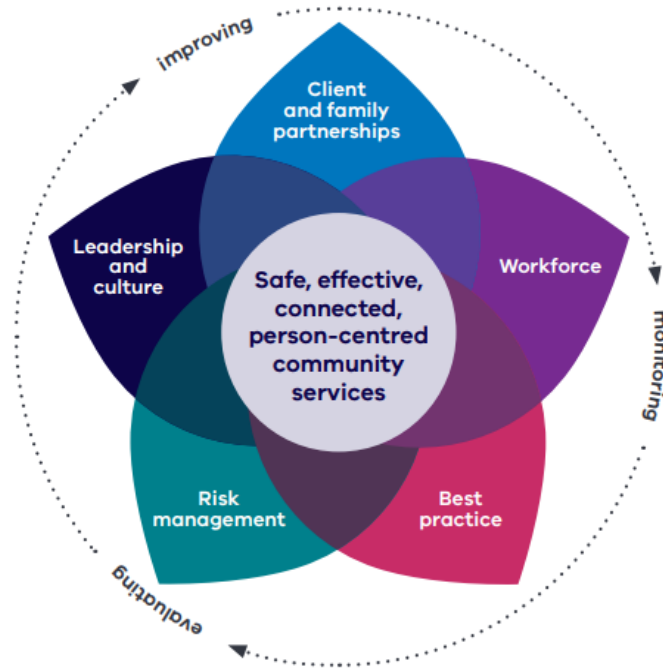 improving
Client
and family
partnerships
Leadership
and
culture
Workforce
Safe, effective,
connected,
person-centred
community
services
monitoring
Risk
management
Best
practice
evaluating